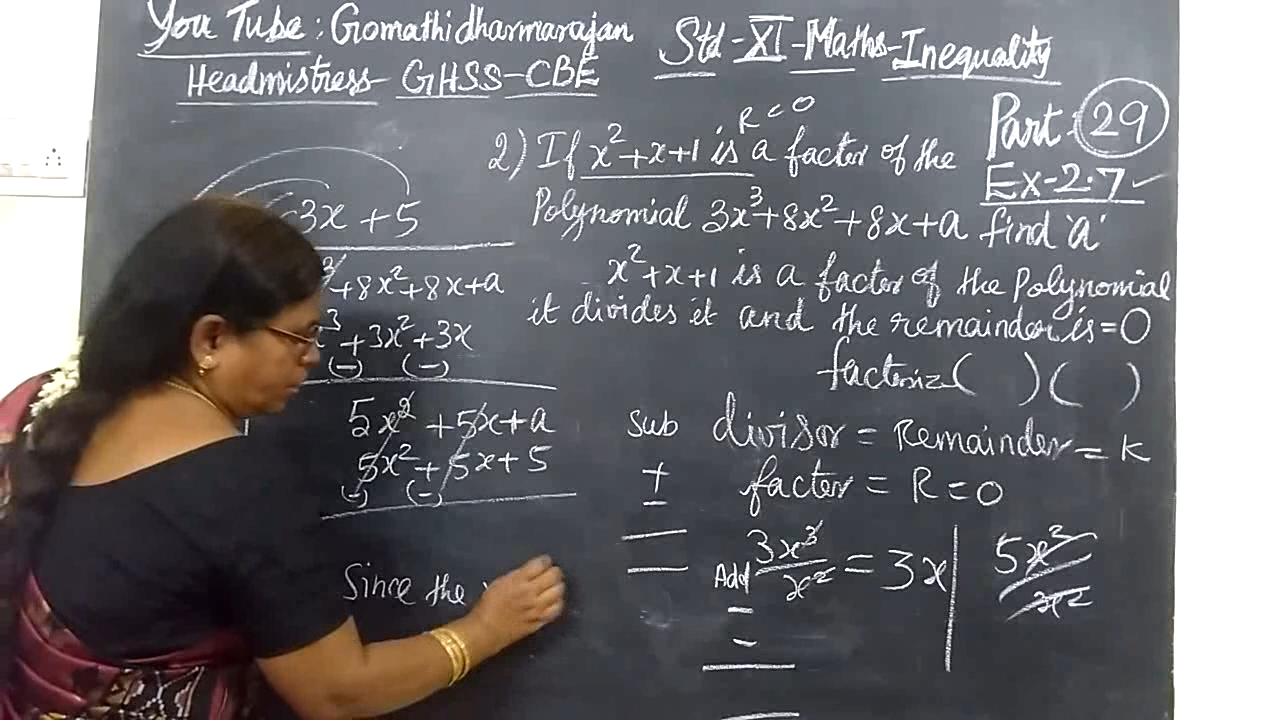 You Tube : Gomathidharmarajan
Headmistress - GHSS - CBE
Std - XI - Maths - Inequality
Part : 29
Ex - 2.7 ✓
R = 0
2) If x² + x + 1 is a factor of the
Polynomial 3x³ + 8x² + 8x + a find 'a'
x² + x + 1 is a factor of the Polynomial
it divides it and the remainder is = 0
factorize ( ) ( )
3x + 5
+ 8x² + 8x + a
+ 3x² + 3x
(-) (-)
5x² + 5x + a
5x² + 5x + 5
(-) (-)
Since the
Sub
+
-
divisor = Remainder = K
factor = R = 0
Add
-
-
3x³/x² = 3x
5x²/x²